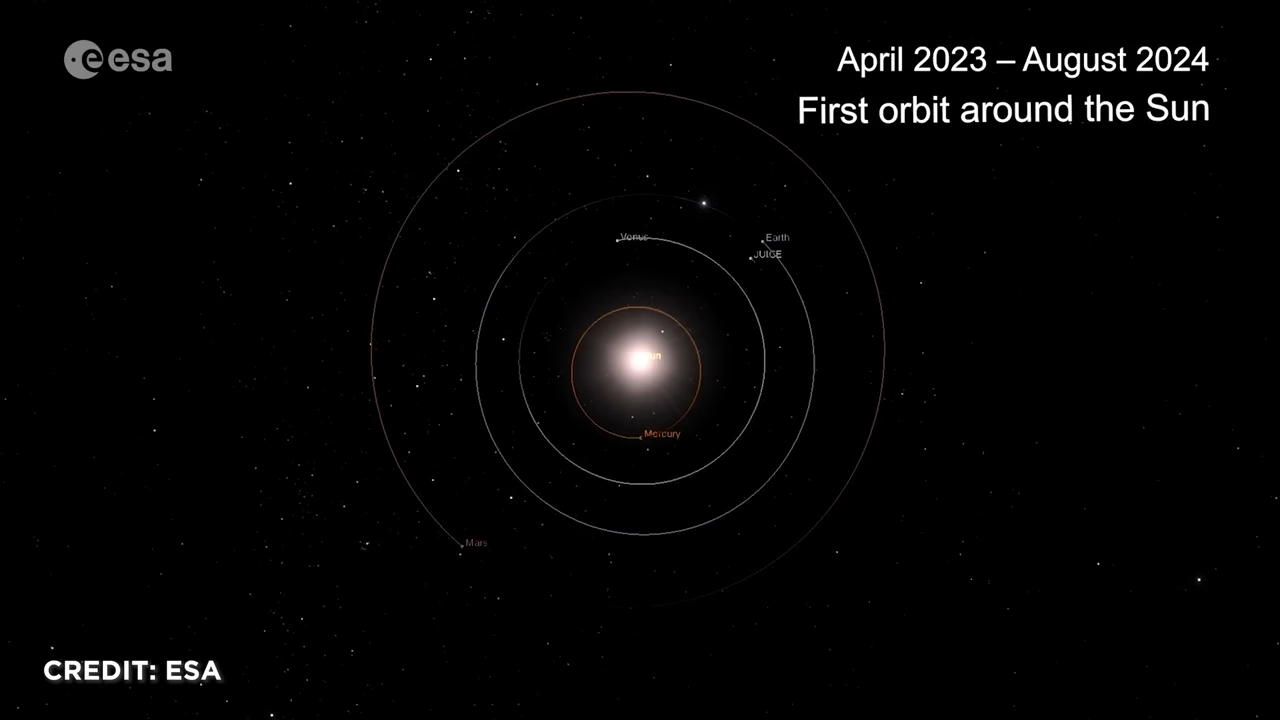 esa
April 2023 – August 2024
First orbit around the Sun
Venus
Earth
JUICE
Sun
Mercury
Mars
CREDIT: ESA